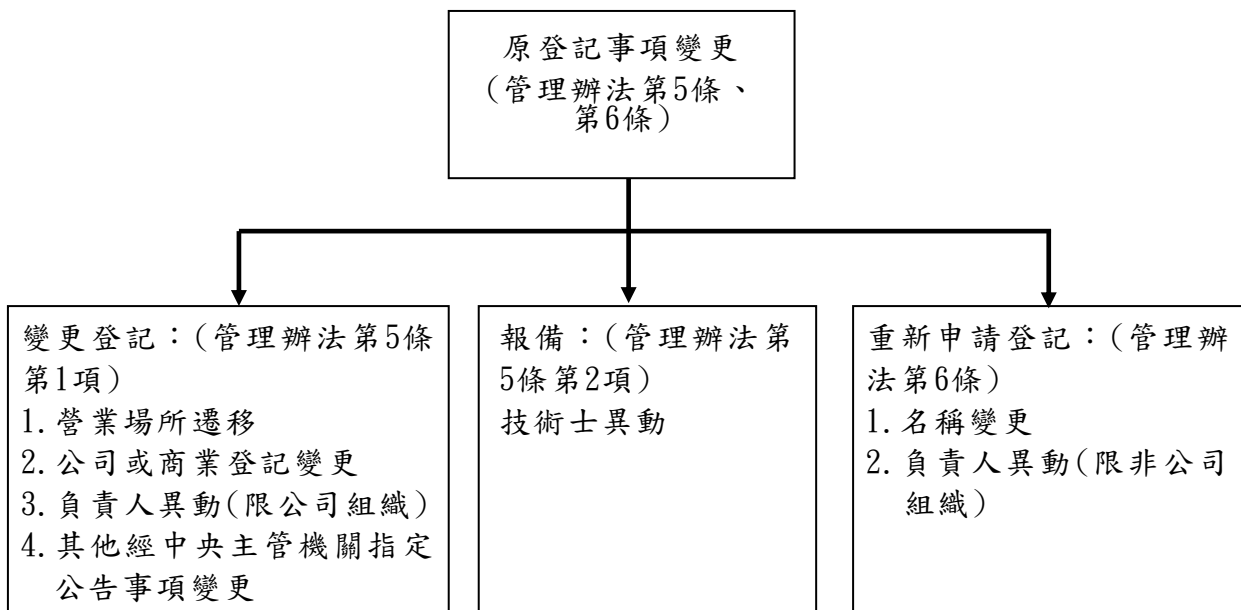 原登記事項變更
(管理辦法第5條、
第6條)
變更登記：(管理辦法第5條
第1項)
1.營業場所遷移
2.公司或商業登記變更
3.負責人異動(限公司組織)
4.其他經中央主管機關指定
公告事項變更
報備：(管理辦法第
5條第2項)
技術士異動
重新申請登記：(管理辦
法第6條)
1.名稱變更
2.負責人異動(限非公司
組織)